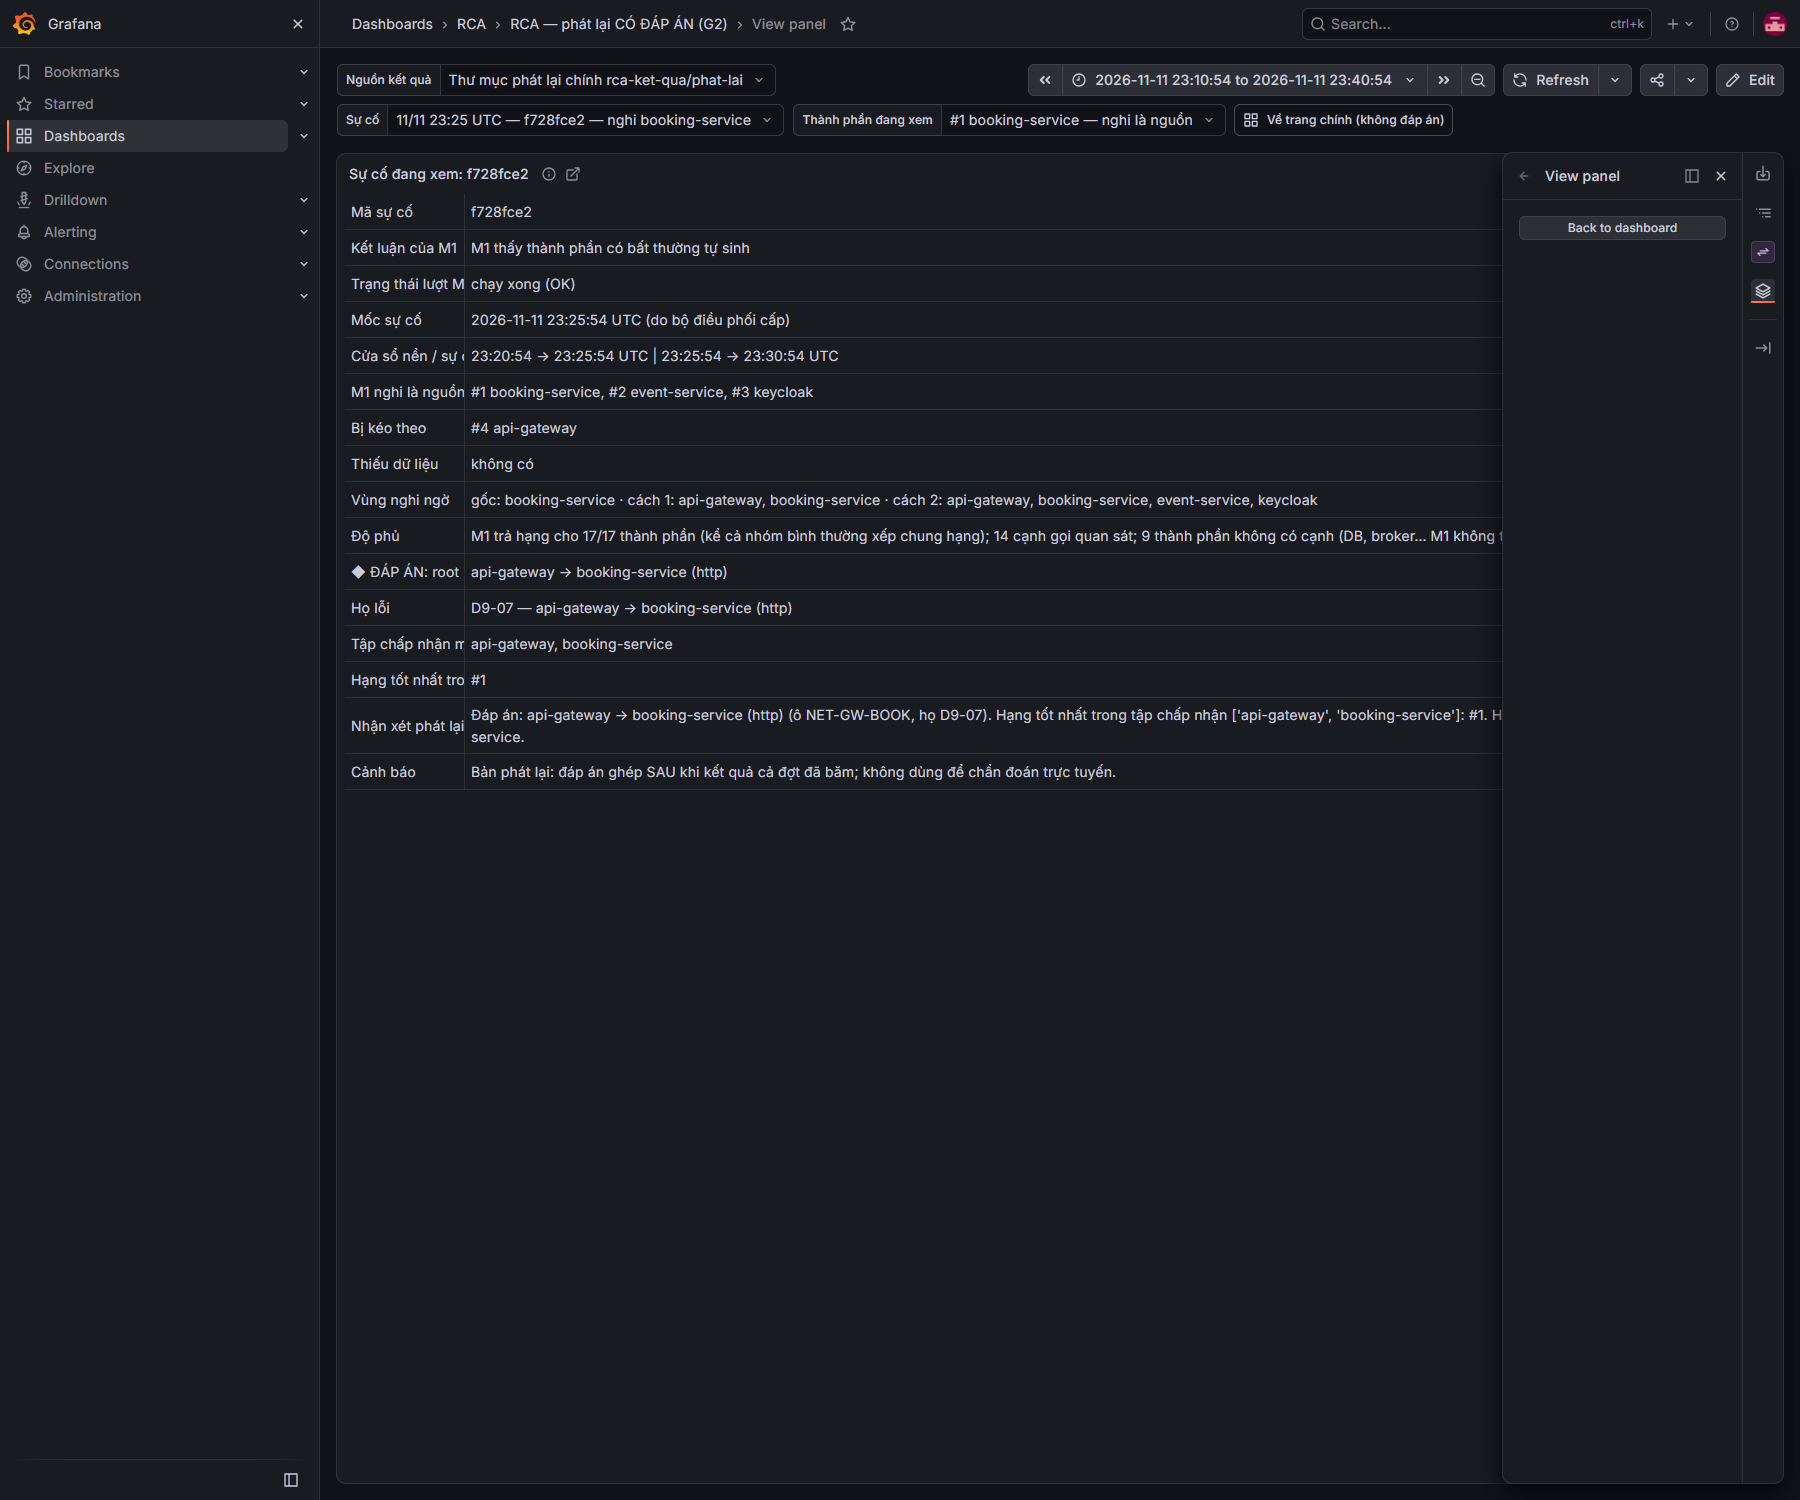 Grafana
Dashboards › RCA › RCA — phát lại CÓ ĐÁP ÁN (G2) › View panel
Search...
ctrl+k
Bookmarks
Starred
Dashboards
Explore
Drilldown
Alerting
Connections
Administration
Nguồn kết quả
Thư mục phát lại chính rca-ket-qua/phat-lai
2026-11-11 23:10:54 to 2026-11-11 23:40:54
Refresh
Edit
Sự cố
11/11 23:25 UTC — f728fce2 — nghi booking-service
Thành phần đang xem
#1 booking-service — nghi là nguồn
Về trang chính (không đáp án)
Sự cố đang xem: f728fce2
Mã sự cố
f728fce2
Kết luận của M1
M1 thấy thành phần có bất thường tự sinh
Trạng thái lượt M
chạy xong (OK)
Mốc sự cố
2026-11-11 23:25:54 UTC (do bộ điều phối cấp)
Cửa sổ nền / sự
23:20:54 → 23:25:54 UTC | 23:25:54 → 23:30:54 UTC
M1 nghi là nguồn
#1 booking-service, #2 event-service, #3 keycloak
Bị kéo theo
#4 api-gateway
Thiếu dữ liệu
không có
Vùng nghi ngờ
gốc: booking-service · cách 1: api-gateway, booking-service · cách 2: api-gateway, booking-service, event-service, keycloak
Độ phủ
M1 trả hạng cho 17/17 thành phần (kể cả nhóm bình thường xếp chung hạng); 14 cạnh gọi quan sát; 9 thành phần không có cạnh (DB, broker... M1 không
◆ ĐÁP ÁN: root
api-gateway → booking-service (http)
Họ lỗi
D9-07 — api-gateway → booking-service (http)
Tập chấp nhận m
api-gateway, booking-service
Hạng tốt nhất tro
#1
Nhận xét phát lại
Đáp án: api-gateway → booking-service (http) (ô NET-GW-BOOK, họ D9-07). Hạng tốt nhất trong tập chấp nhận ['api-gateway', 'booking-service']: #1. H
service.
Cảnh báo
Bản phát lại: đáp án ghép SAU khi kết quả cả đợt đã băm; không dùng để chẩn đoán trực tuyến.
View panel
Back to dashboard